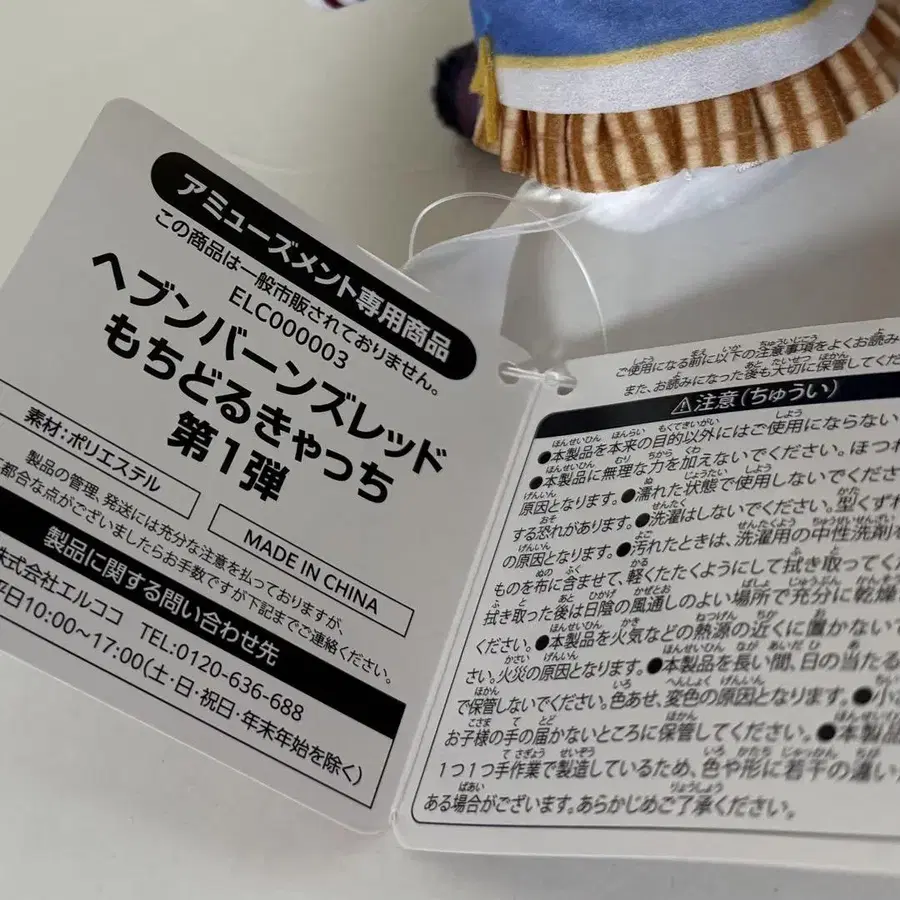 アミューズメント専用商品
この商品は一般市販されておりません。
ELC000003
ヘブンバーンズレッド
もちどるきゃっち
第1弾
素材:ポリエステル
MADE IN CHINA
製品の管理、発送には充分な注意を払っておりますが、
都合な点がございましたらお手数ですが下記までご連絡ください。
製品に関する問い合わせ先
株式会社エルココ TEL:0120-636-688
平日10:00~17:00(土・日・祝日・年末年始を除く)
ご使用になる前に以下の注意事項をよくお読み
また、お読みになった後も大切に保管してくだ
⚠注意(ちゅうい)
●本製品を本来の目的以外にはご使用にならない
●本製品に無理な力を加えないでください。ほつれ
原因となります。●濡れた状態で使用しないでくださ
する恐れがあります。●洗濯はしないでください。型くずれ
の原因となります。●汚れたときは、洗濯用の中性洗剤を
ものを布に含ませて、軽くたたくようにして拭き取ってく
拭き取った後は日陰の風通しのよい場所で充分に乾燥
ください。●本製品を火気などの熱源の近くに置かないで
さい。火災の原因となります。●本製品を長い間、日の当たる
で保管しないでください。色あせ、変色の原因となります。●小さ
お子様の手の届かないところに保管してください。●本製品
1つ1つ手作業で製造しているため、色や形に若干の違い
ある場合がございます。あらかじめご了承ください。